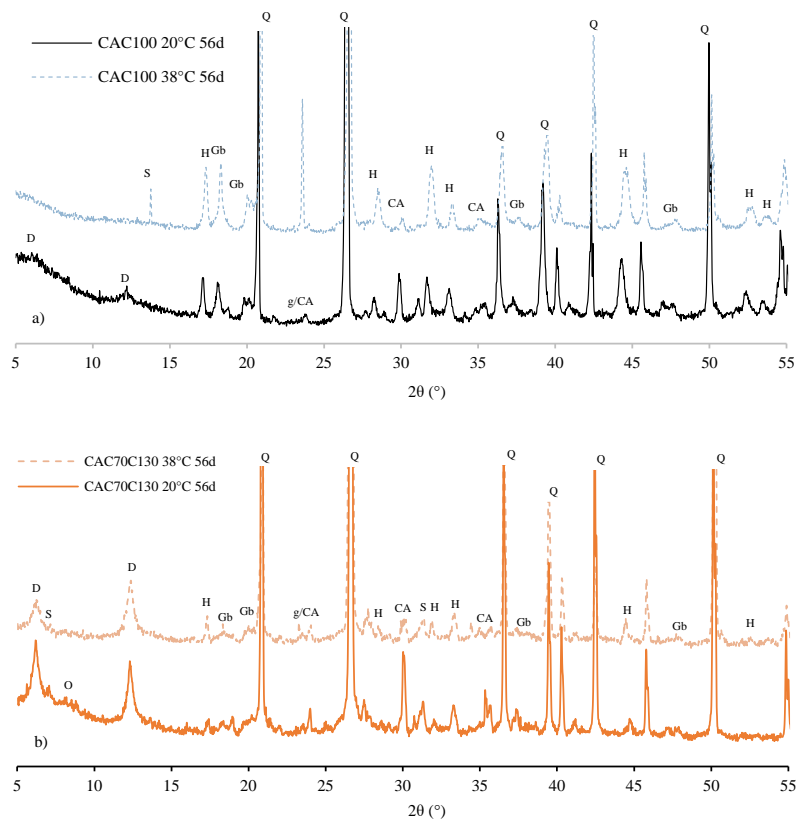 Q
Q
Q
Q
CAC100 20°C 56d
CAC100 38°C 56d
Q
Q
H
Gb
H
H
S
Gb
H
H
H
CA
CA
Gb
D
D
g/CA
a)
5 10 15 20 25 30 35 40 45 50 55
2θ (°)
Q
Q
Q
Q
Q
CAC70C130 38°C 56d
CAC70C130 20°C 56d
Q
D
D
S
H
Gb
Gb
g/CA
H
CA
S H
H
CA
Gb
H
Gb
H
O
b)
5 10 15 20 25 30 35 40 45 50 55
2θ (°)